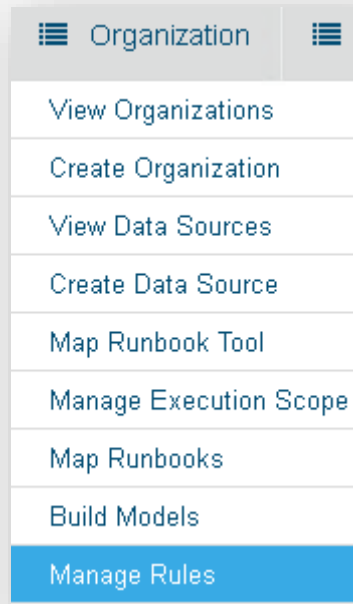 Organization
View Organizations
Create Organization
View Data Sources
Create Data Source
Map Runbook Tool
Manage Execution Scope
Map Runbooks
Build Models
Manage Rules